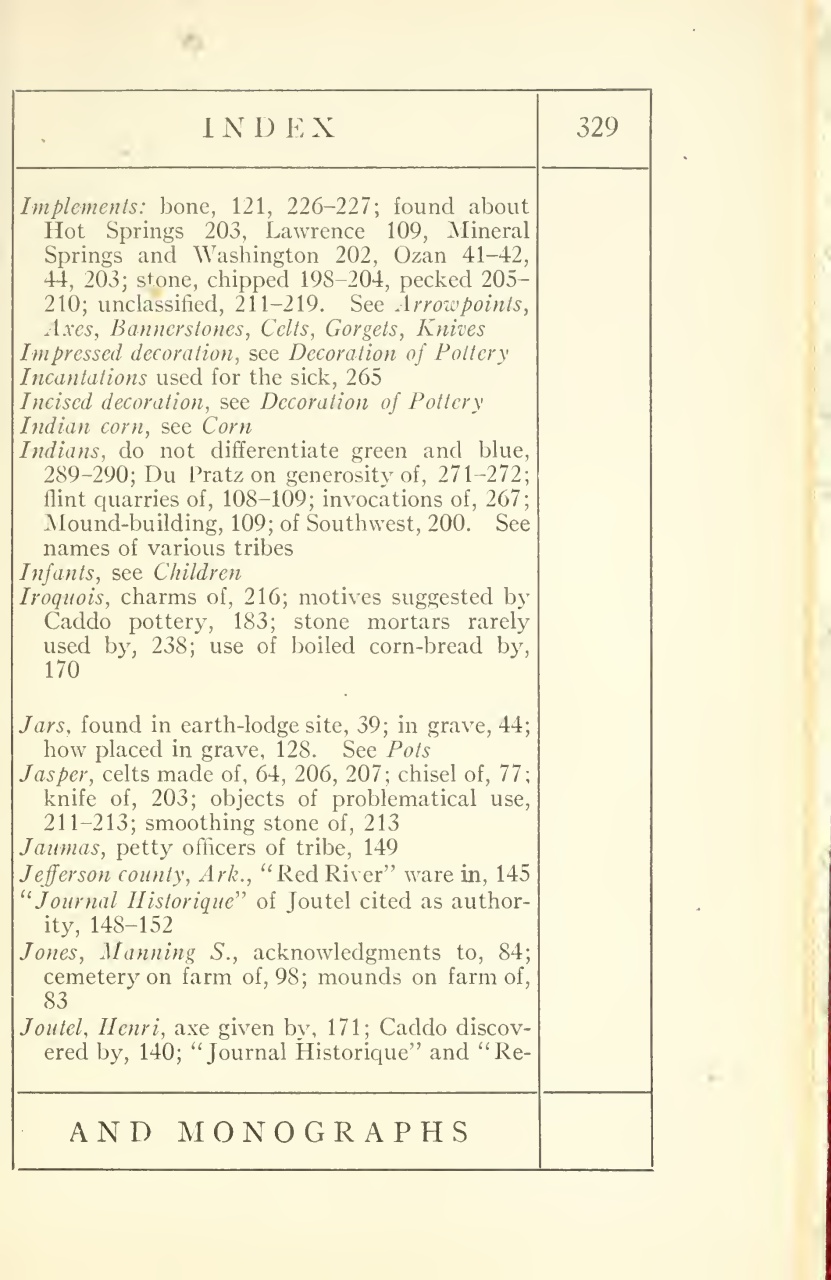 INDEX
329
Implements: bone, 121, 226–227; found about
Hot Springs 203, Lawrence 109, Mineral
Springs and Washington 202, Ozan 41–42,
44, 203; stone, chipped 198–204, pecked 205–
210; unclassified, 211–219. See Arrowpoints,
Axes, Bannerstones, Celts, Gorgets, Knives
Impressed decoration, see Decoration of Pottery
Incantations used for the sick, 265
Incised decoration, see Decoration of Pottery
Indian corn, see Corn
Indians, do not differentiate green and blue,
289–290; Du Pratz on generosity of, 271–272;
flint quarries of, 108–109; invocations of, 267;
Mound-building, 109; of Southwest, 200. See
names of various tribes
Infants, see Children
Iroquois, charms of, 216; motives suggested by
Caddo pottery, 183; stone mortars rarely
used by, 238; use of boiled corn-bread by,
170
Jars, found in earth-lodge site, 39; in grave, 44;
how placed in grave, 128. See Pots
Jasper, celts made of, 64, 206, 207; chisel of, 77;
knife of, 203; objects of problematical use,
211–213; smoothing stone of, 213
Jaumas, petty officers of tribe, 149
Jefferson county, Ark., “Red River” ware in, 145
“Journal Historique” of Joutel cited as author-
ity, 148–152
Jones, Manning S., acknowledgments to, 84;
cemetery on farm of, 98; mounds on farm of,
83
Joutel, Henri, axe given by, 171; Caddo discov-
ered by, 140; “Journal Historique” and “Re-
AND MONOGRAPHS